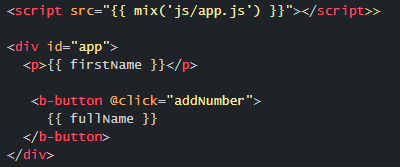 <script src="{{ mix('js/app.js') }}"></script>>
<div id="app">
<p>{{ firstName }}</p>
<b-button @click="addNumber">
{{ fullName }}
</b-button>
</div>